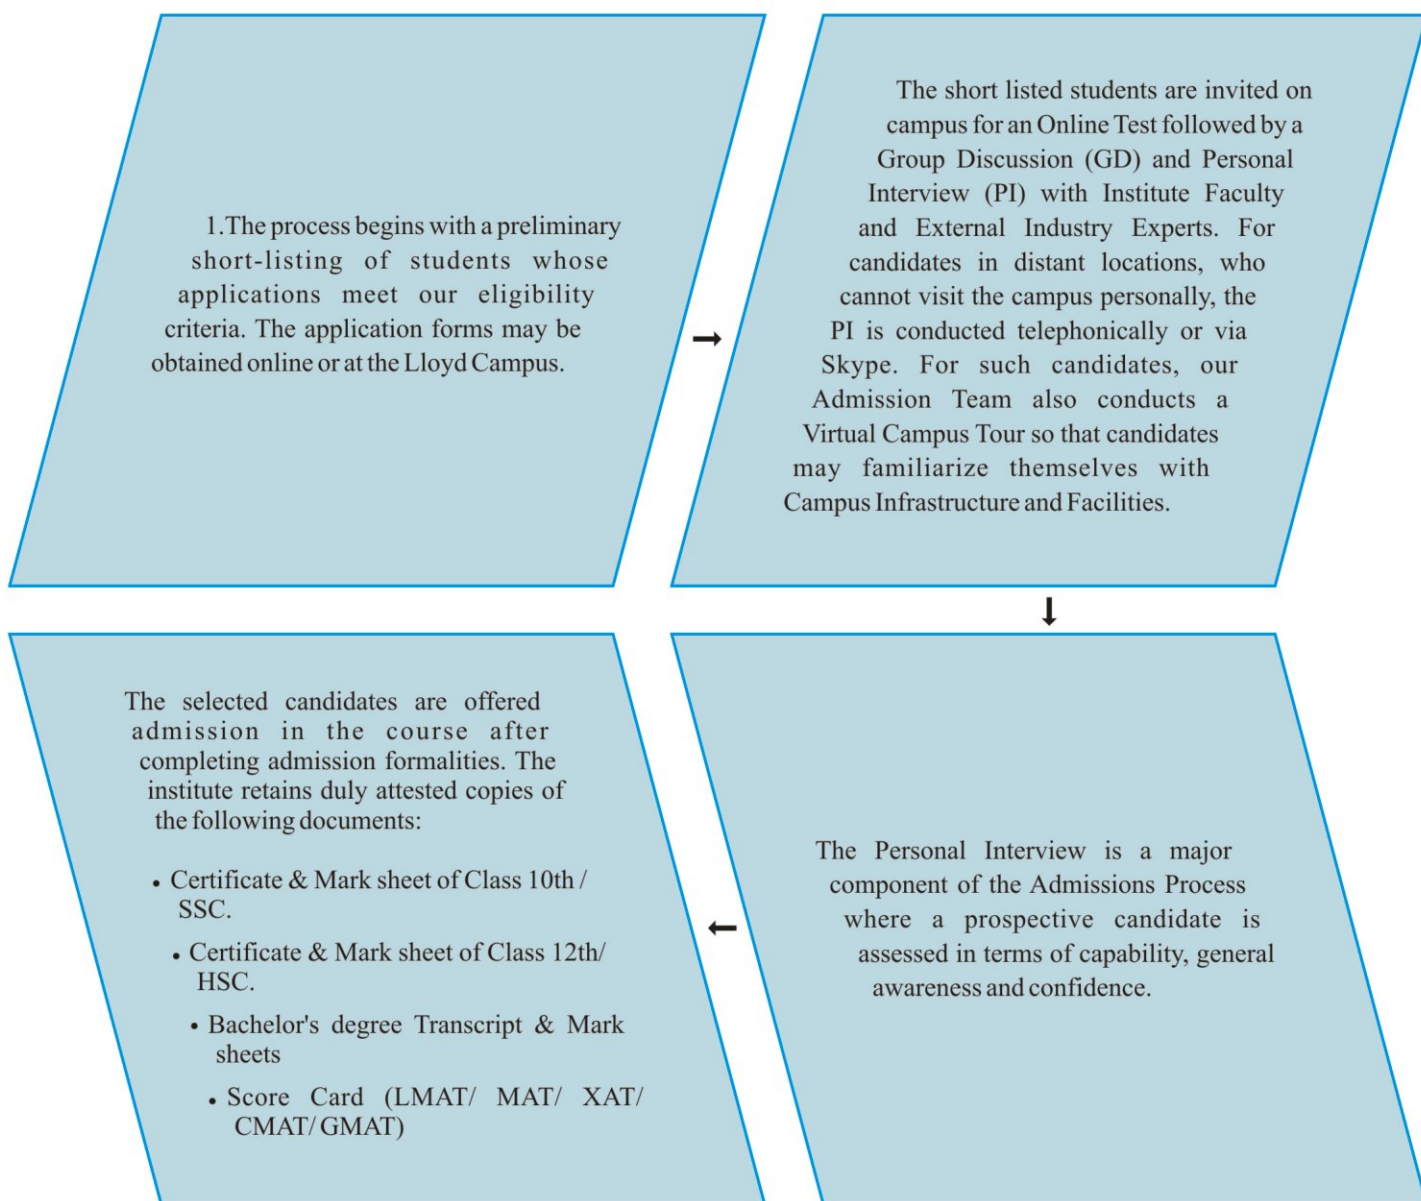 1.The process begins with a preliminary
short-listing of students whose
applications meet our eligibility
criteria. The application forms may be
obtained online or at the Lloyd Campus.
The short listed students are invited on
campus for an Online Test followed by a
Group Discussion (GD) and Personal
Interview (PI) with Institute Faculty
and External Industry Experts. For
candidates in distant locations, who
cannot visit the campus personally, the
PI is conducted telephonically or via
Skype. For such candidates, our
Admission Team also conducts a
Virtual Campus Tour so that candidates
may familiarize themselves with
Campus Infrastructure and Facilities.
The Personal Interview is a major
component of the Admissions Process
where a prospective candidate is
assessed in terms of capability, general
awareness and confidence.
The selected candidates are offered
admission in the course after
completing admission formalities. The
institute retains duly attested copies of
the following documents:
• Certificate & Mark sheet of Class 10th /
SSC.
• Certificate & Mark sheet of Class 12th/
HSC.
• Bachelor's degree Transcript & Mark
sheets
• Score Card (LMAT/ MAT/ XAT/
CMAT/ GMAT)